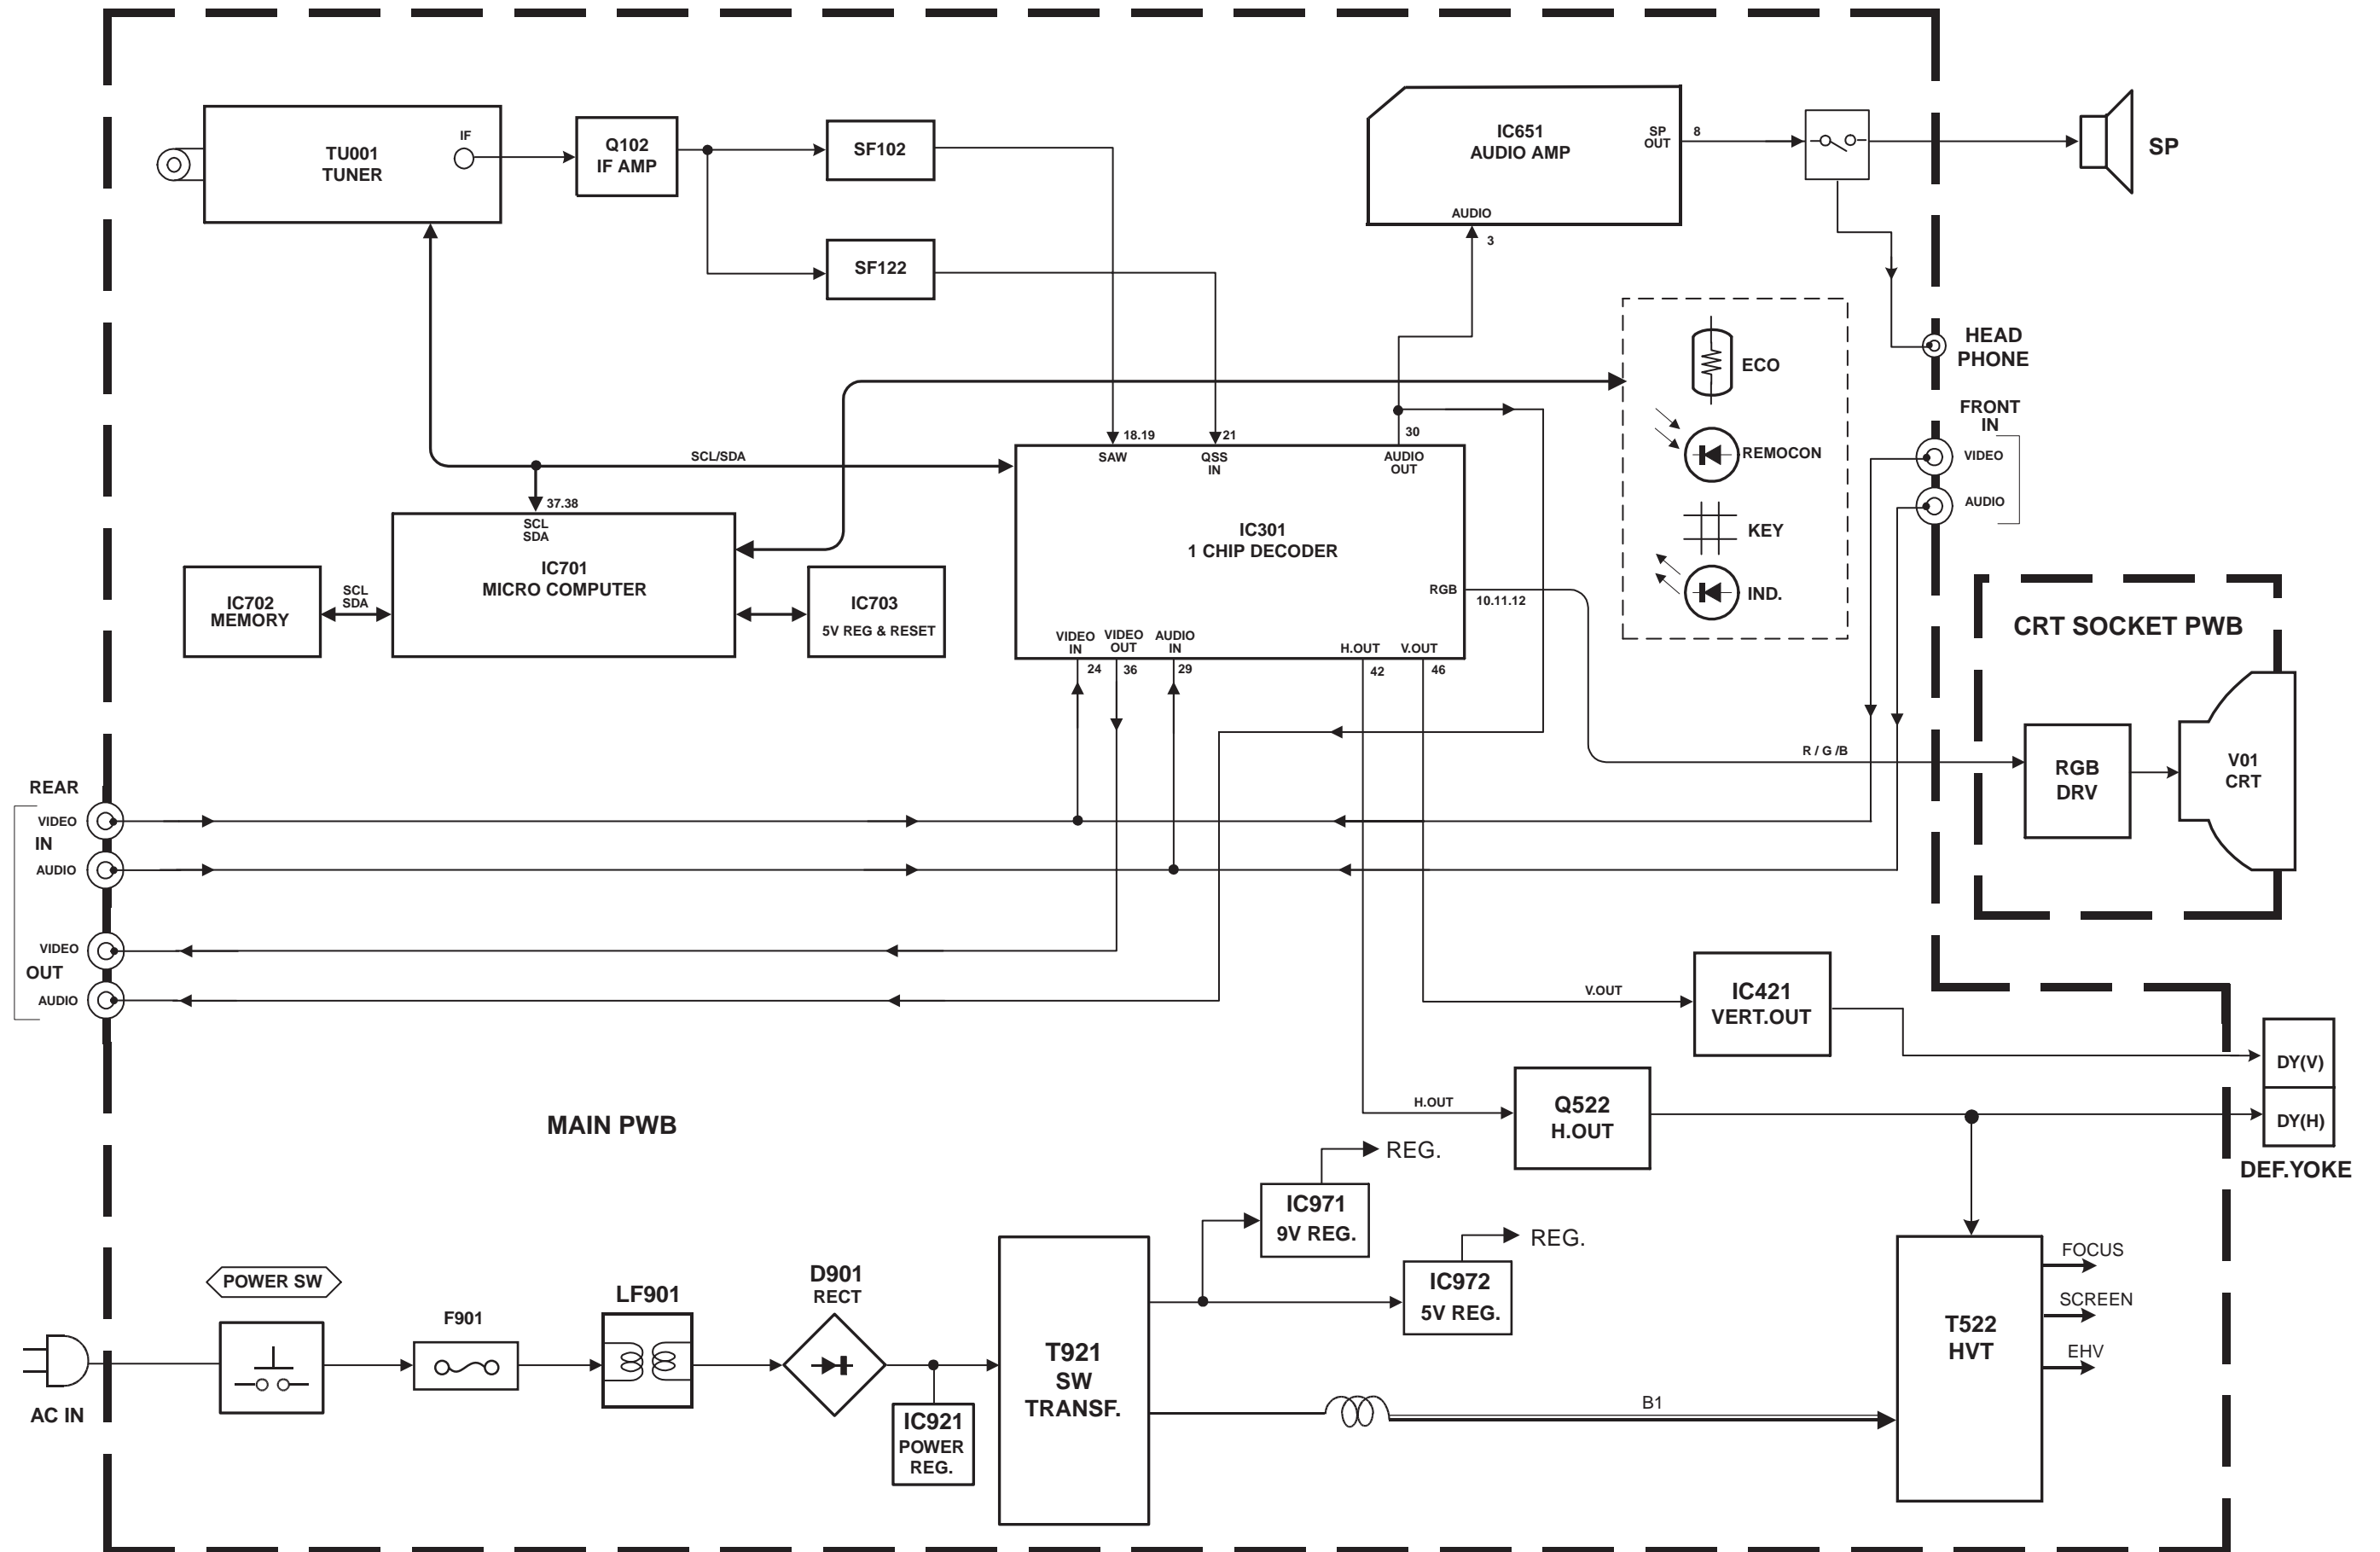 TU001
TUNER
IF
Q102
IF AMP
SF102
SF122
IC651
AUDIO AMP
SP
OUT
8
AUDIO
3
SP
HEAD
PHONE
FRONT
IN
VIDEO
AUDIO
ECO
REMOCON
KEY
IND.
SCL/SDA
18.19
SAW
21
QSS
IN
30
AUDIO
OUT
IC301
1 CHIP DECODER
RGB
10.11.12
VIDEO
IN
24
VIDEO
OUT
36
AUDIO
IN
29
H.OUT
42
V.OUT
46
37.38
SCL
SDA
IC701
MICRO COMPUTER
IC702
MEMORY
SCL
SDA
IC703
5V REG & RESET
CRT SOCKET PWB
R / G /B
RGB
DRV
V01
CRT
REAR
VIDEO
IN
AUDIO
VIDEO
OUT
AUDIO
V.OUT
IC421
VERT.OUT
H.OUT
Q522
H.OUT
DY(V)
DY(H)
DEF.YOKE
MAIN PWB
REG.
IC971
9V REG.
REG.
IC972
5V REG.
POWER SW
F901
LF901
D901
RECT
AC IN
IC921
POWER
REG.
T921
SW
TRANSF.
B1
T522
HVT
FOCUS
SCREEN
EHV